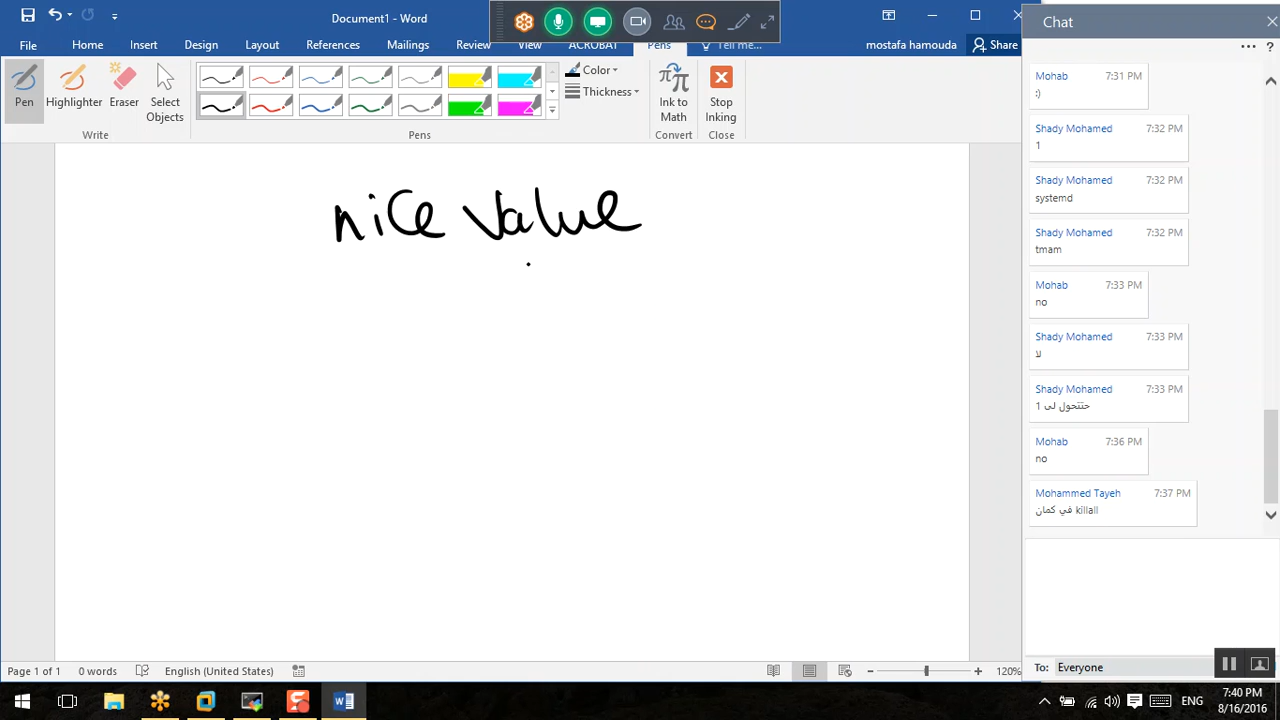 Document1 - Word
File
Home
Insert
Design
Layout
References
Mailings
Review
View
ACROBAT
Pens
Tell me...
mostafa hamouda
Share
Pen
Highlighter
Eraser
Select
Objects
Color
Thickness
Ink to
Math
Stop
Inking
Write
Pens
Convert
Close
nice value
Chat
Mohab 7:31 PM
:)
Shady Mohamed 7:32 PM
1
Shady Mohamed 7:32 PM
systemd
Shady Mohamed 7:32 PM
tmam
Mohab 7:33 PM
no
Shady Mohamed 7:33 PM
لا
Shady Mohamed 7:33 PM
حتتحول لى 1
Mohab 7:36 PM
no
Mohammed Tayeh 7:37 PM
في كمان killall
To: Everyone
Page 1 of 1
0 words
English (United States)
120%
ENG
7:40 PM
8/16/2016